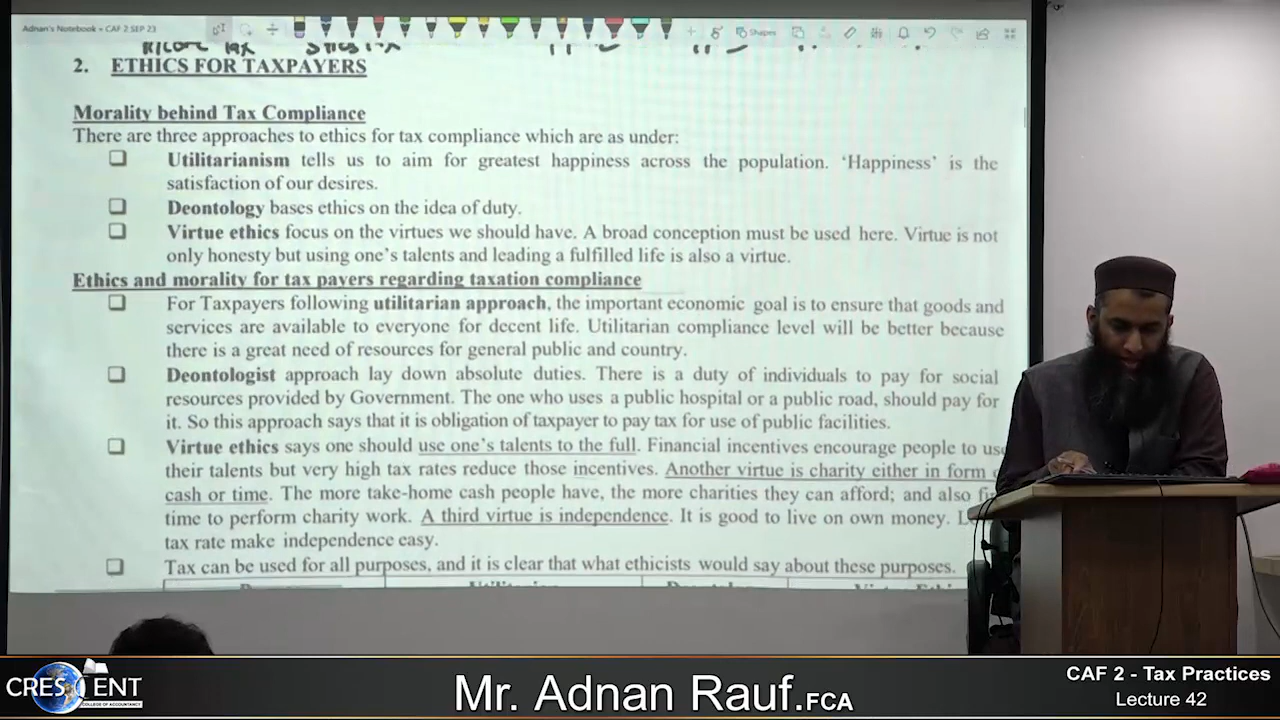 Adnan's Notebook » CAF 2 SEP 23
Shapes
2. ETHICS FOR TAXPAYERS
Morality behind Tax Compliance
There are three approaches to ethics for tax compliance which are as under:
Utilitarianism tells us to aim for greatest happiness across the population. ‘Happiness’ is the
satisfaction of our desires.
Deontology bases ethics on the idea of duty.
Virtue ethics focus on the virtues we should have. A broad conception must be used here. Virtue is not
only honesty but using one’s talents and leading a fulfilled life is also a virtue.
Ethics and morality for tax payers regarding taxation compliance
For Taxpayers following utilitarian approach, the important economic goal is to ensure that goods and
services are available to everyone for decent life. Utilitarian compliance level will be better because
there is a great need of resources for general public and country.
Deontologist approach lay down absolute duties. There is a duty of individuals to pay for social
resources provided by Government. The one who uses a public hospital or a public road, should pay for
it. So this approach says that it is obligation of taxpayer to pay tax for use of public facilities.
Virtue ethics says one should use one’s talents to the full. Financial incentives encourage people to use
their talents but very high tax rates reduce those incentives. Another virtue is charity either in form
cash or time. The more take-home cash people have, the more charities they can afford; and also
time to perform charity work. A third virtue is independence. It is good to live on own money.
tax rate make independence easy.
Tax can be used for all purposes, and it is clear that what ethicists would say about these purposes.
CRESCENT
COLLEGE OF ACCOUNTANCY
Mr. Adnan Rauf.FCA
CAF 2 - Tax Practices
Lecture 42